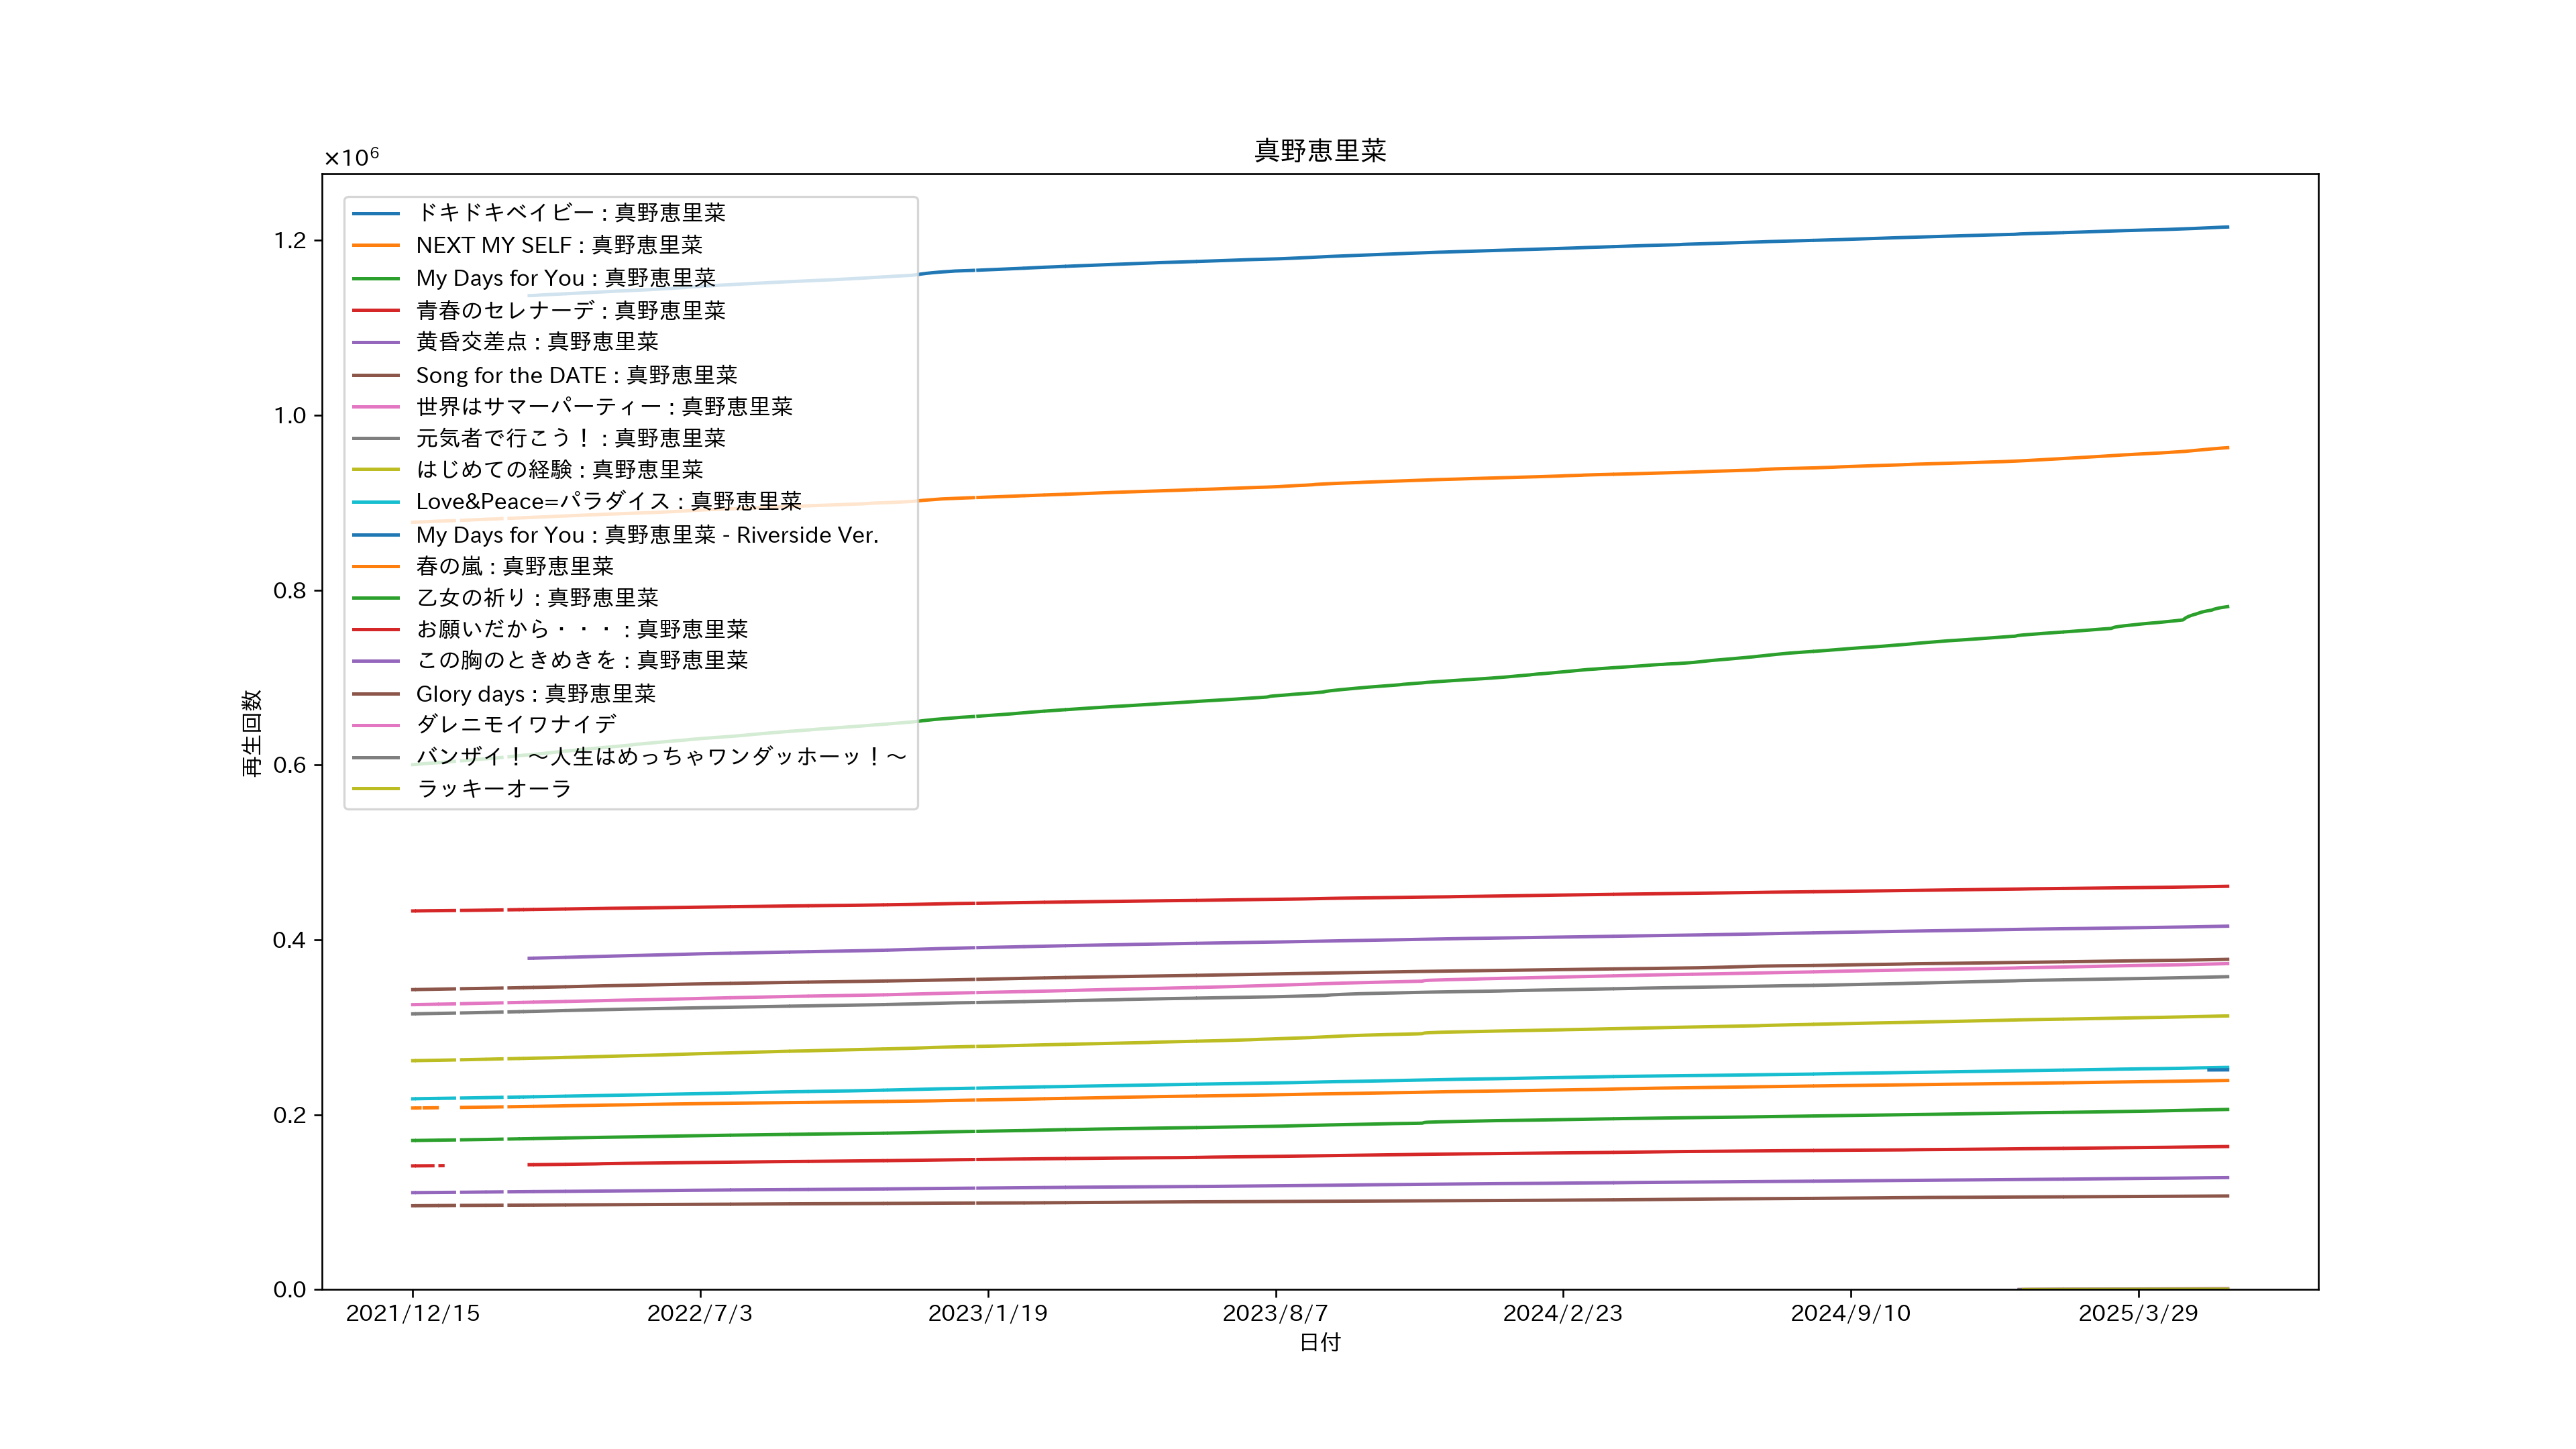 真野恵里菜
×10⁶
ドキドキベイビー : 真野恵里菜
NEXT MY SELF : 真野恵里菜
My Days for You : 真野恵里菜
青春のセレナーデ : 真野恵里菜
黄昏交差点 : 真野恵里菜
Song for the DATE : 真野恵里菜
世界はサマーパーティー : 真野恵里菜
元気者で行こう! : 真野恵里菜
はじめての経験 : 真野恵里菜
Love&Peace=パラダイス : 真野恵里菜
My Days for You : 真野恵里菜 - Riverside Ver.
春の嵐 : 真野恵里菜
乙女の祈り : 真野恵里菜
お願いだから・・・ : 真野恵里菜
この胸のときめきを : 真野恵里菜
Glory days : 真野恵里菜
ダレニモイワナイデ
バンザイ!〜人生はめっちゃワンダッホーッ!〜
ラッキーオーラ
1.2
1.0
0.8
0.6
0.4
0.2
0.0
再生回数
2021/12/15
2022/7/3
2023/1/19
2023/8/7
2024/2/23
2024/9/10
2025/3/29
日付